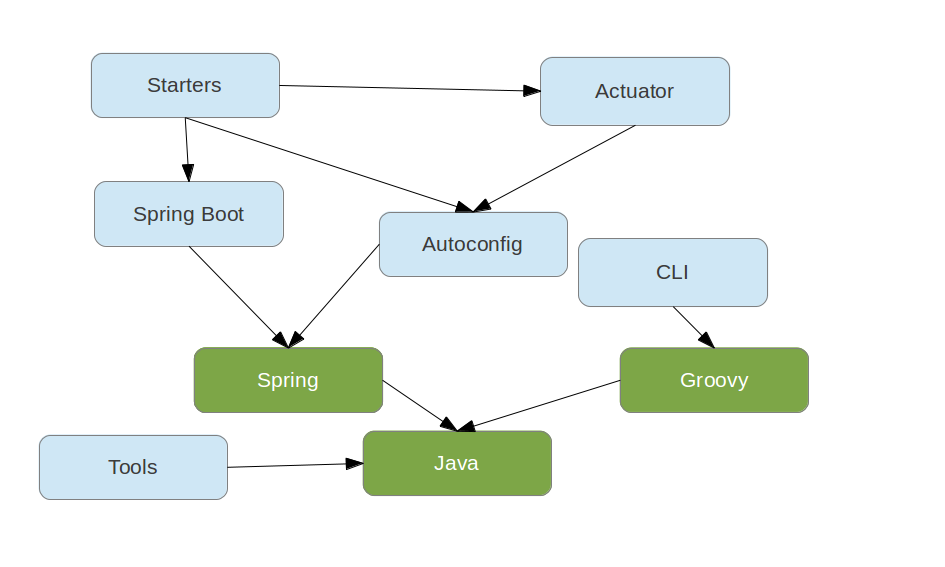 Starters
Actuator
Spring Boot
Autoconfig
CLI
Spring
Groovy
Java
Tools